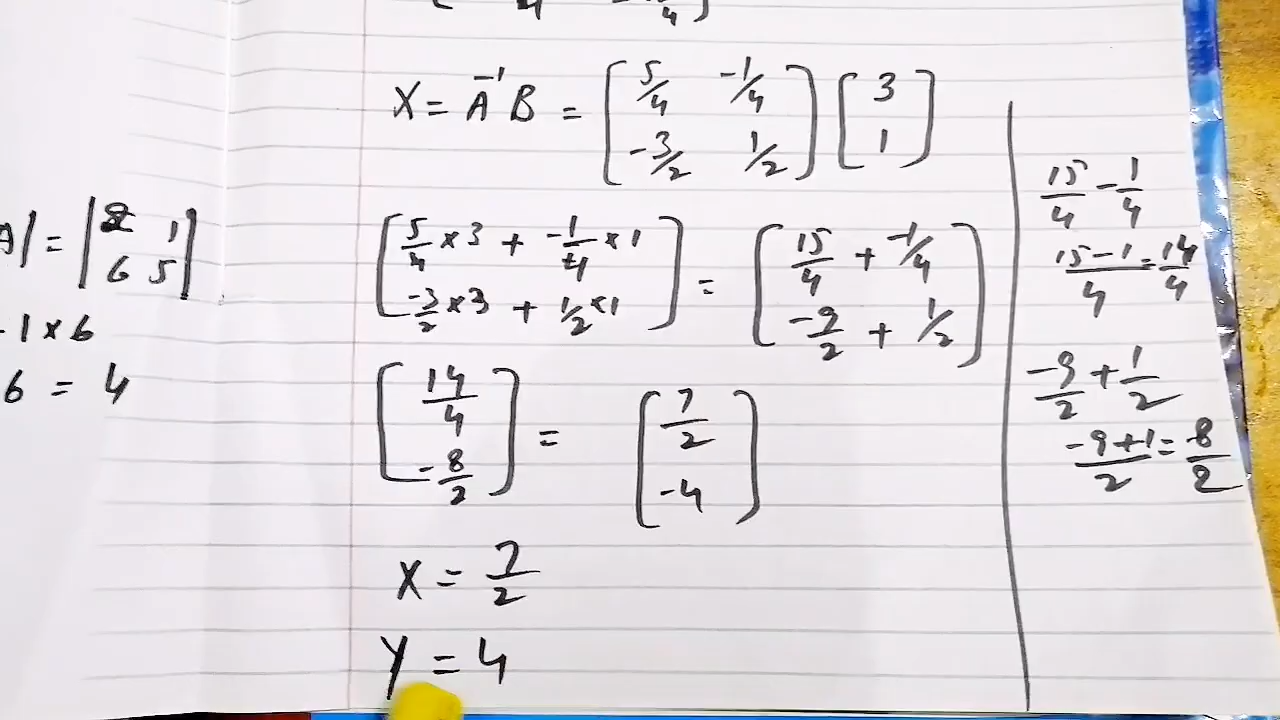 X = A⁻¹ B = [ 5/4 -1/4 ; -3/2 1/2 ] [ 3 ; 1 ]
A| = | 2 1 ; 6 5 |
- 1 × 6
6 = 4
[ 5/4 × 3 + -1/4 × 1 ; -3/2 × 3 + 1/2 × 1 ] = [ 15/4 + -1/4 ; -9/2 + 1/2 ]
[ 14/4 ; -8/2 ] = [ 7/2 ; -4 ]
X = 7/2
Y = 4
15/4 - 1/4
15-1/4 = 14/4
-9/2 + 1/2
-9+1/2 = -8/2